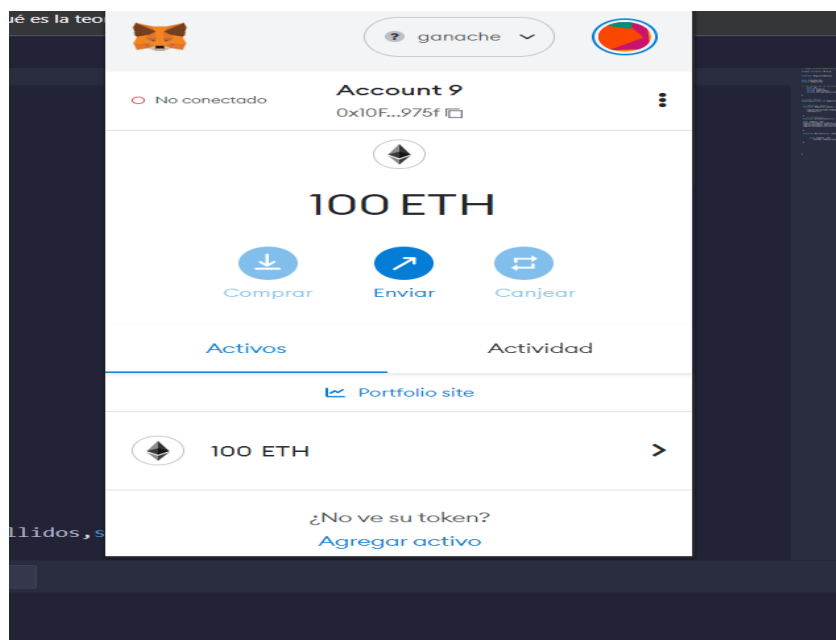 ué es la teo
ganache
No conectado
Account 9
0x10F...975f
100 ETH
Comprar
Enviar
Canjear
Activos
Actividad
Portfolio site
100 ETH
¿No ve su token?
Agregar activo
llidos,s